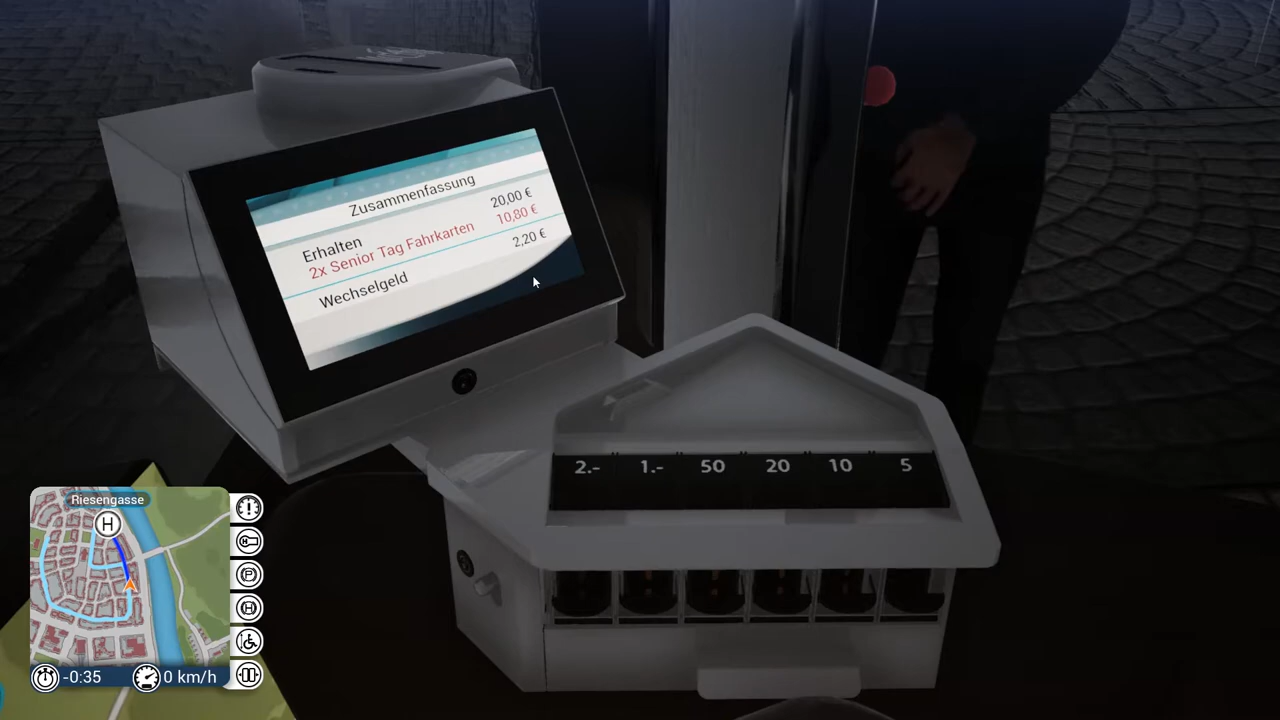 Zusammenfassung
Erhalten 20,00 €
2x Senior Tag Fahrkarten 10,80 €
Wechselgeld 2,20 €
2.- 1.- 50 20 10 5
Riesengasse
H
-0:35 0 km/h